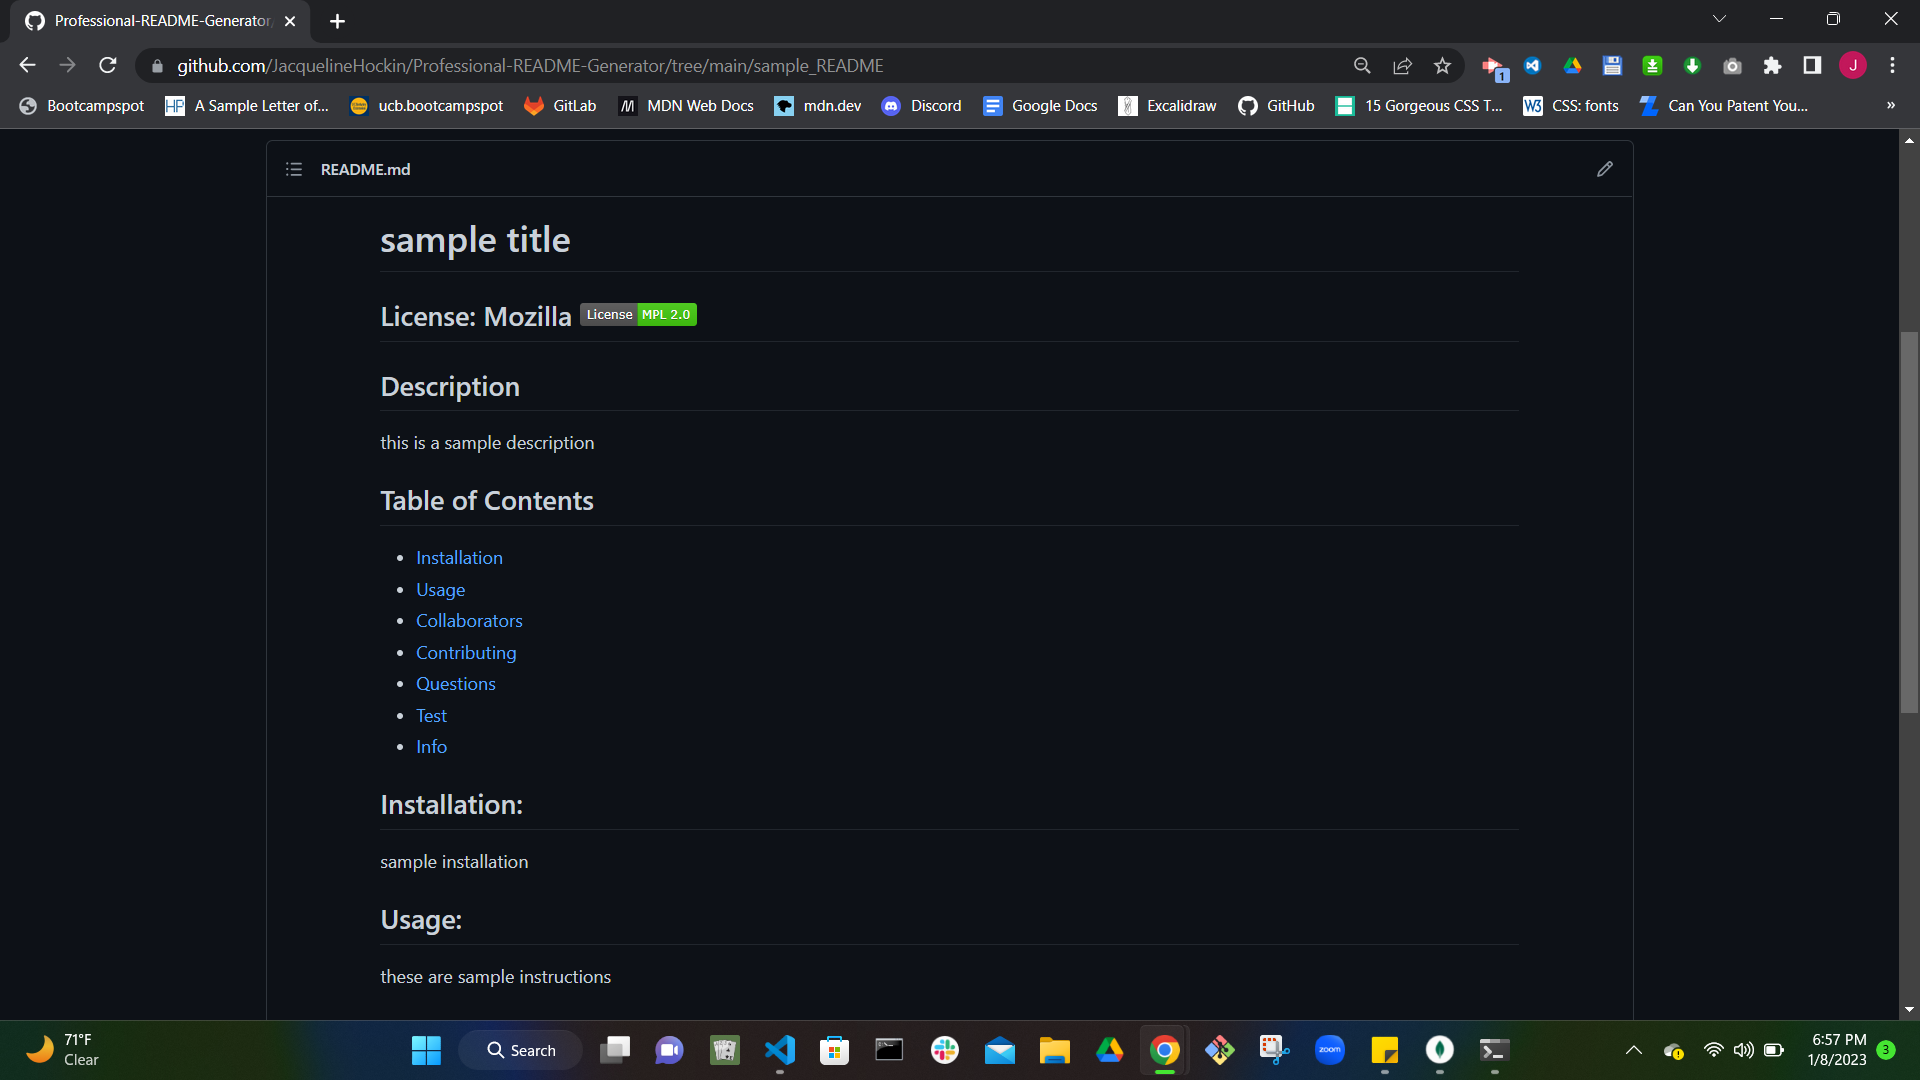 Professional-README-Generator
github.com/JacquelineHockin/Professional-README-Generator/tree/main/sample_README
1
J
Bootcampspot
HP
A Sample Letter of...
ucb.bootcampspot
GitLab
MDN Web Docs
mdn.dev
Discord
Google Docs
Excalidraw
GitHub
15 Gorgeous CSS T...
W3
CSS: fonts
Can You Patent You...
»
README.md
sample title
License: Mozilla License MPL 2.0
Description
this is a sample description
Table of Contents
• Installation
• Usage
• Collaborators
• Contributing
• Questions
• Test
• Info
Installation:
sample installation
Usage:
these are sample instructions
71°F
Clear
Search
zoom
6:57 PM
1/8/2023
3